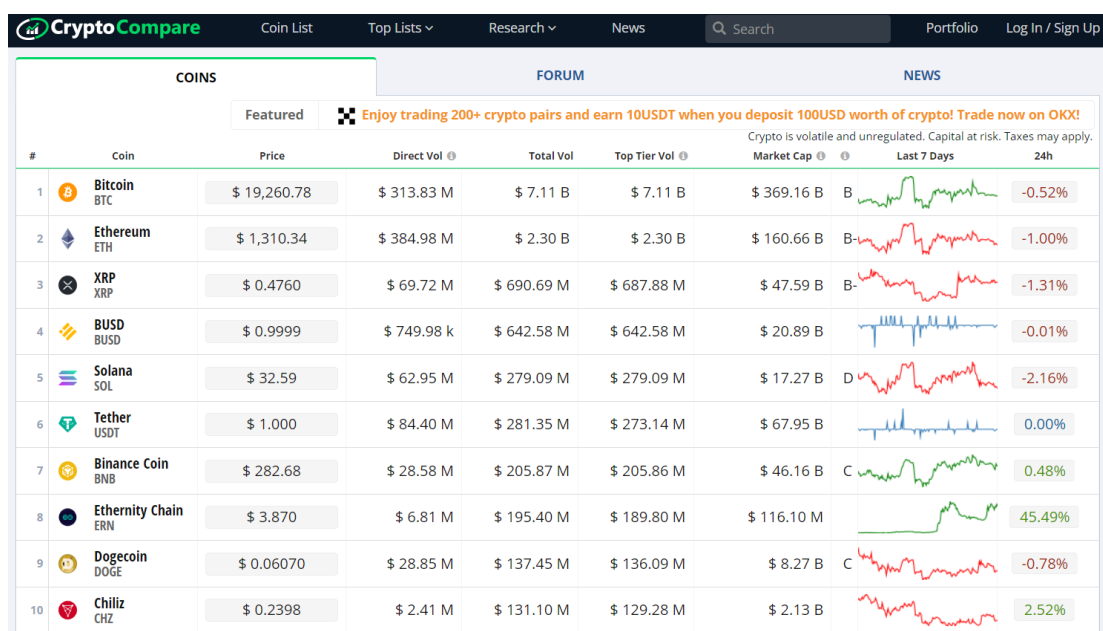 CryptoCompare Coin List Top Lists Research News Search Portfolio Log In / Sign Up
COINS FORUM NEWS
Featured Enjoy trading 200+ crypto pairs and earn 10USDT when you deposit 100USD worth of crypto! Trade now on OKX!
Crypto is volatile and unregulated. Capital at risk. Taxes may apply.
# Coin Price Direct Vol Total Vol Top Tier Vol Market Cap Last 7 Days 24h
1 Bitcoin $ 19,260.78 $ 313.83 M $ 7.11 B $ 7.11 B $ 369.16 B B -0.52%
BTC
2 Ethereum $ 1,310.34 $ 384.98 M $ 2.30 B $ 2.30 B $ 160.66 B B- -1.00%
ETH
3 XRP $ 0.4760 $ 69.72 M $ 690.69 M $ 687.88 M $ 47.59 B B- -1.31%
XRP
4 BUSD $ 0.9999 $ 749.98 k $ 642.58 M $ 642.58 M $ 20.89 B -0.01%
BUSD
5 Solana $ 32.59 $ 62.95 M $ 279.09 M $ 279.09 M $ 17.27 B D -2.16%
SOL
6 Tether $ 1.000 $ 84.40 M $ 281.35 M $ 273.14 M $ 67.95 B 0.00%
USDT
7 Binance Coin $ 282.68 $ 28.58 M $ 205.87 M $ 205.86 M $ 46.16 B C 0.48%
BNB
8 Ethernity Chain $ 3.870 $ 6.81 M $ 195.40 M $ 189.80 M $ 116.10 M 45.49%
ERN
9 Dogecoin $ 0.06070 $ 28.85 M $ 137.45 M $ 136.09 M $ 8.27 B C -0.78%
DOGE
10 Chiliz $ 0.2398 $ 2.41 M $ 131.10 M $ 129.28 M $ 2.13 B 2.52%
CHZ